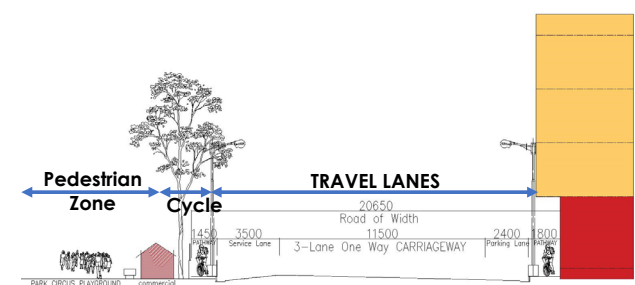 Pedestrian Zone
Cycle
TRAVEL LANES
20650
Road of Width
1450 3500 11500 2400 1800
PATHWAY Service Lane 3-Lane One Way CARRIAGEWAY Parking Lane PATHWAY
PARK CIRCUS PLAYGROUND commercial